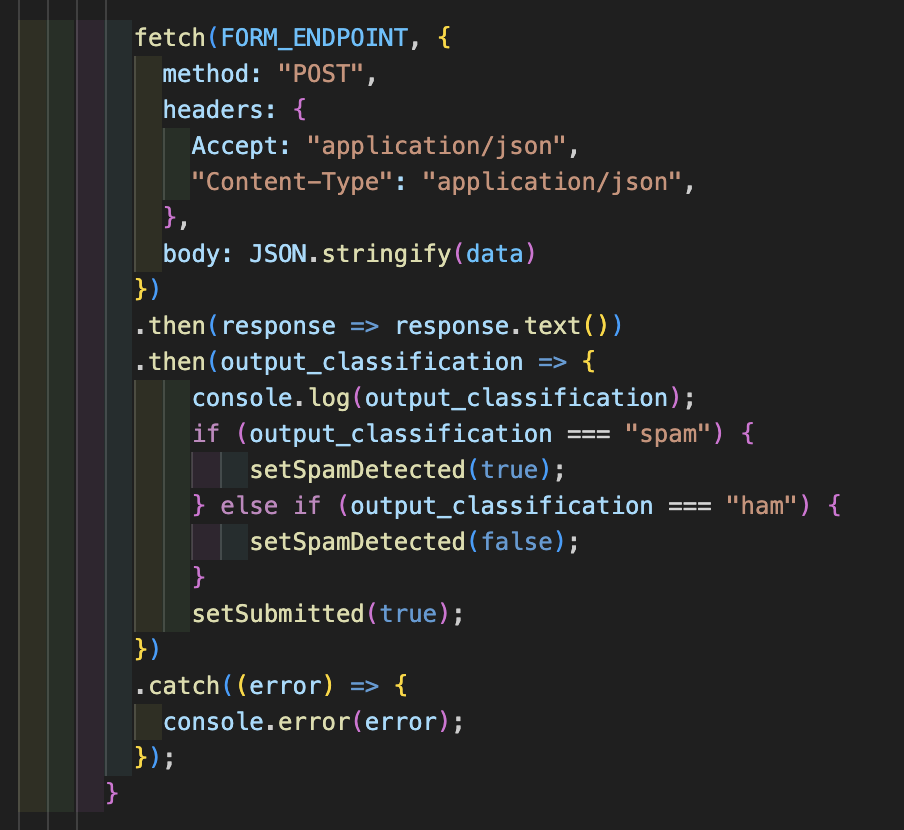 fetch(FORM_ENDPOINT, {
method: "POST",
headers: {
Accept: "application/json",
"Content-Type": "application/json",
},
body: JSON.stringify(data)
})
.then(response => response.text())
.then(output_classification => {
console.log(output_classification);
if (output_classification === "spam") {
setSpamDetected(true);
} else if (output_classification === "ham") {
setSpamDetected(false);
}
setSubmitted(true);
})
.catch((error) => {
console.error(error);
});
}